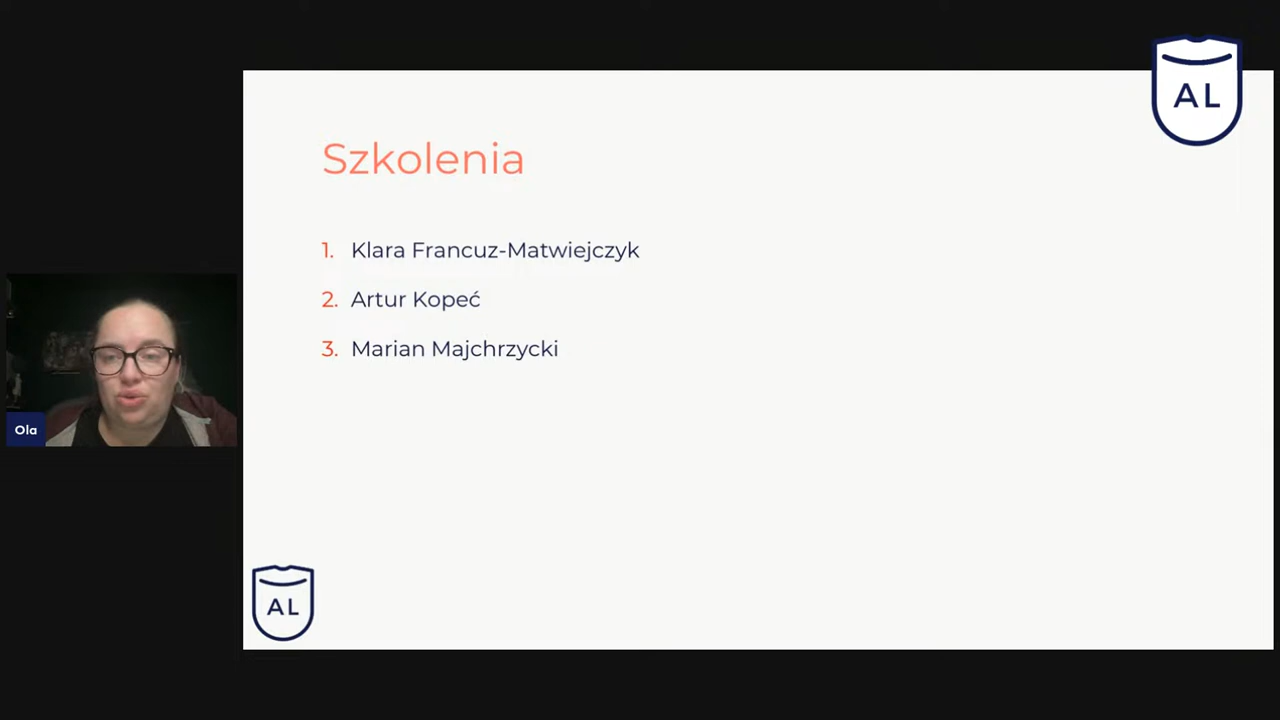 AL
Szkolenia
1. Klara Francuz-Matwiejczyk
2. Artur Kopeć
3. Marian Majchrzycki
Ola
AL